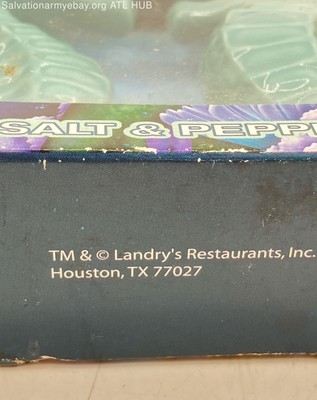 Salvationarmyebay.org ATE HUB
SALT & PEPP
TM & © Landry's Restaurants, Inc.
Houston, TX 77027